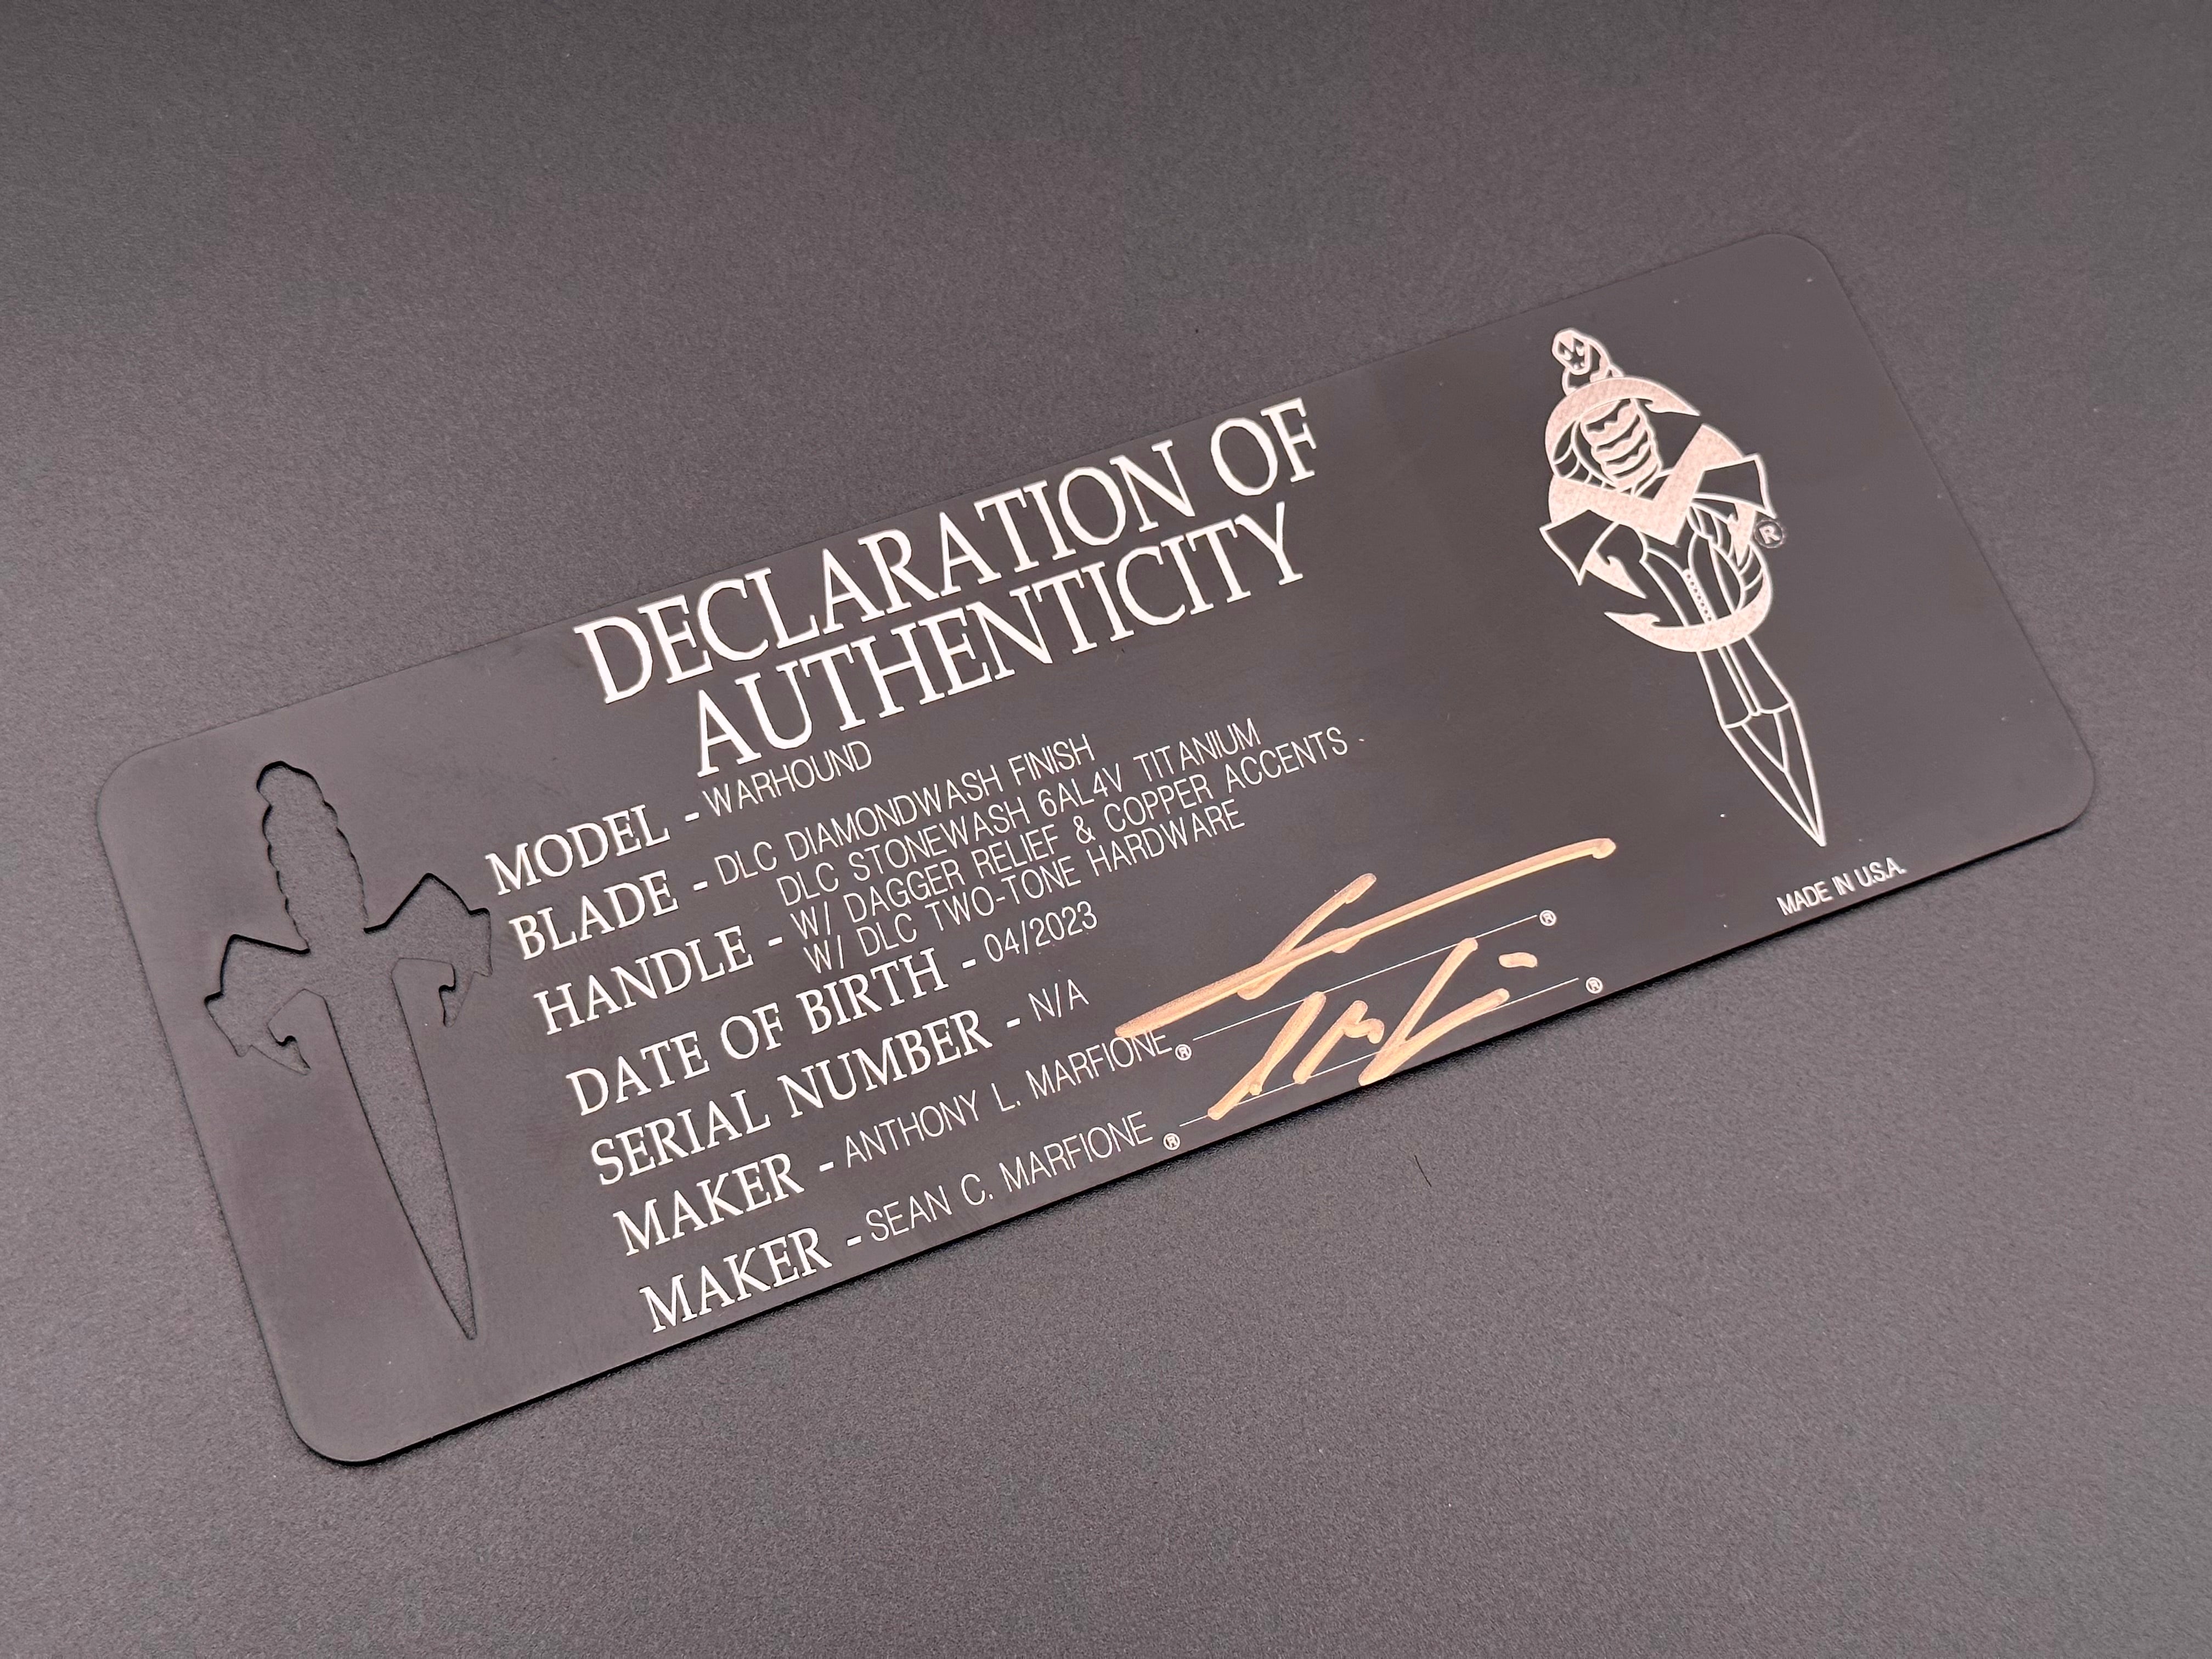 DECLARATION OF
AUTHENTICITY
MODEL - WARHOUND
BLADE - DLC DIAMONDWASH FINISH
DLC STONEWASH 6AL4V TITANIUM
HANDLE - W/ DAGGER RELIEF & COPPER ACCENTS
W/ DLC TWO-TONE HARDWARE
DATE OF BIRTH - 04/2023
SERIAL NUMBER - N/A
MAKER - ANTHONY L. MARFIONE® ®
MAKER - SEAN C. MARFIONE® ®
®
MADE IN U.S.A.